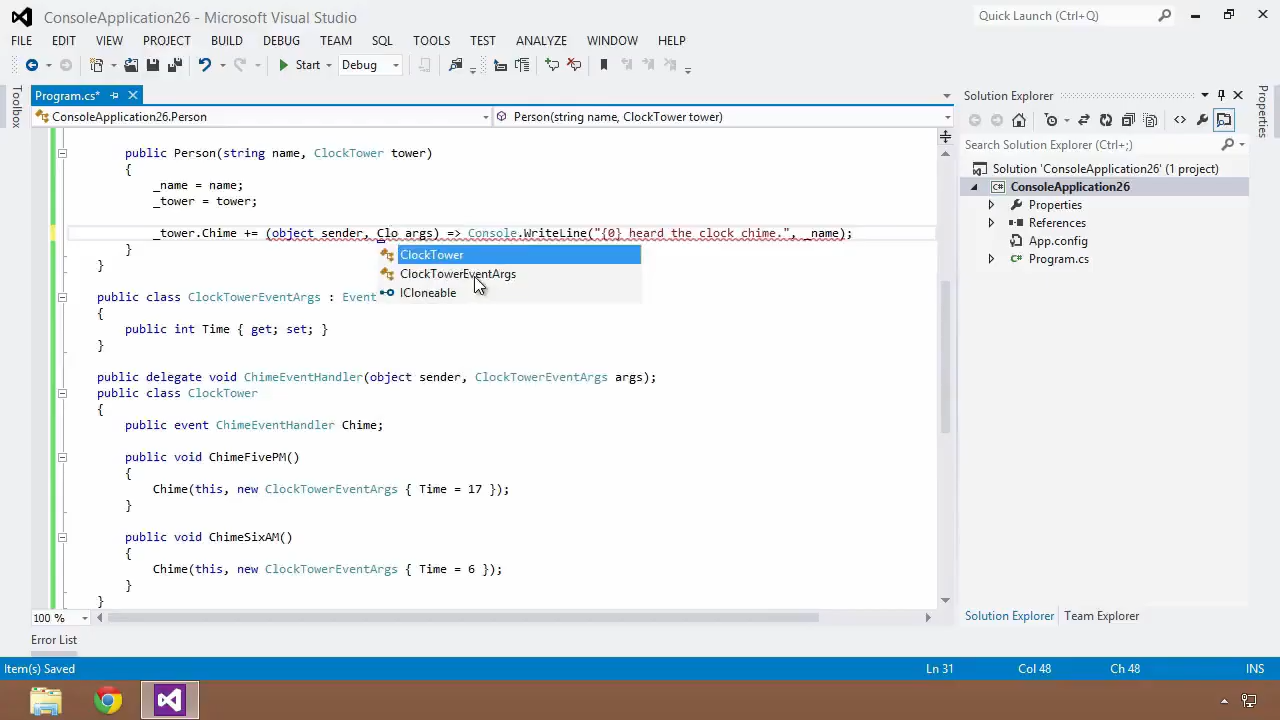 ConsoleApplication26 - Microsoft Visual Studio
Quick Launch (Ctrl+Q)
FILE EDIT VIEW PROJECT BUILD DEBUG TEAM SQL TOOLS TEST ANALYZE WINDOW HELP
Start Debug
Toolbox
Program.cs*
ConsoleApplication26.Person Person(string name, ClockTower tower)
public Person(string name, ClockTower tower)
{
_name = name;
_tower = tower;
_tower.Chime += (object sender, Clo args) => Console.WriteLine("{0} heard the clock chime.", _name);
}
}
ClockTower
ClockTowerEventArgs
ICloneable
public class ClockTowerEventArgs : Event
{
public int Time { get; set; }
}
public delegate void ChimeEventHandler(object sender, ClockTowerEventArgs args);
public class ClockTower
{
public event ChimeEventHandler Chime;
public void ChimeFivePM()
{
Chime(this, new ClockTowerEventArgs { Time = 17 });
}
public void ChimeSixAM()
{
Chime(this, new ClockTowerEventArgs { Time = 6 });
}
}
100 %
Error List
Solution Explorer
Search Solution Explorer (Ctrl+;)
Solution 'ConsoleApplication26' (1 project)
ConsoleApplication26
Properties
References
App.config
Program.cs
Solution Explorer Team Explorer
Properties
Item(s) Saved Ln 31 Col 48 Ch 48 INS